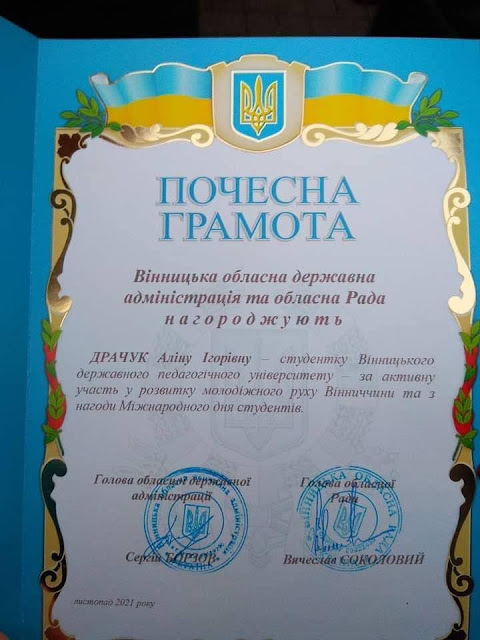 ПОЧЕСНА
ГРАМОТА
Вінницька обласна державна
адміністрація та обласна Рада
нагороджують
ДРАЧУК Аліну Ігорівну – студентку Вінницького
державного педагогічного університету – за активну
участь у розвитку молодіжного руху Вінниччини та з
нагоди Міжнародного дня студентів.
Голова обласної державної
адміністрації
Голова обласної
Ради
Сергій БОРЗОВ
Вячеслав СОКОЛОВИЙ
листопад 2021 року